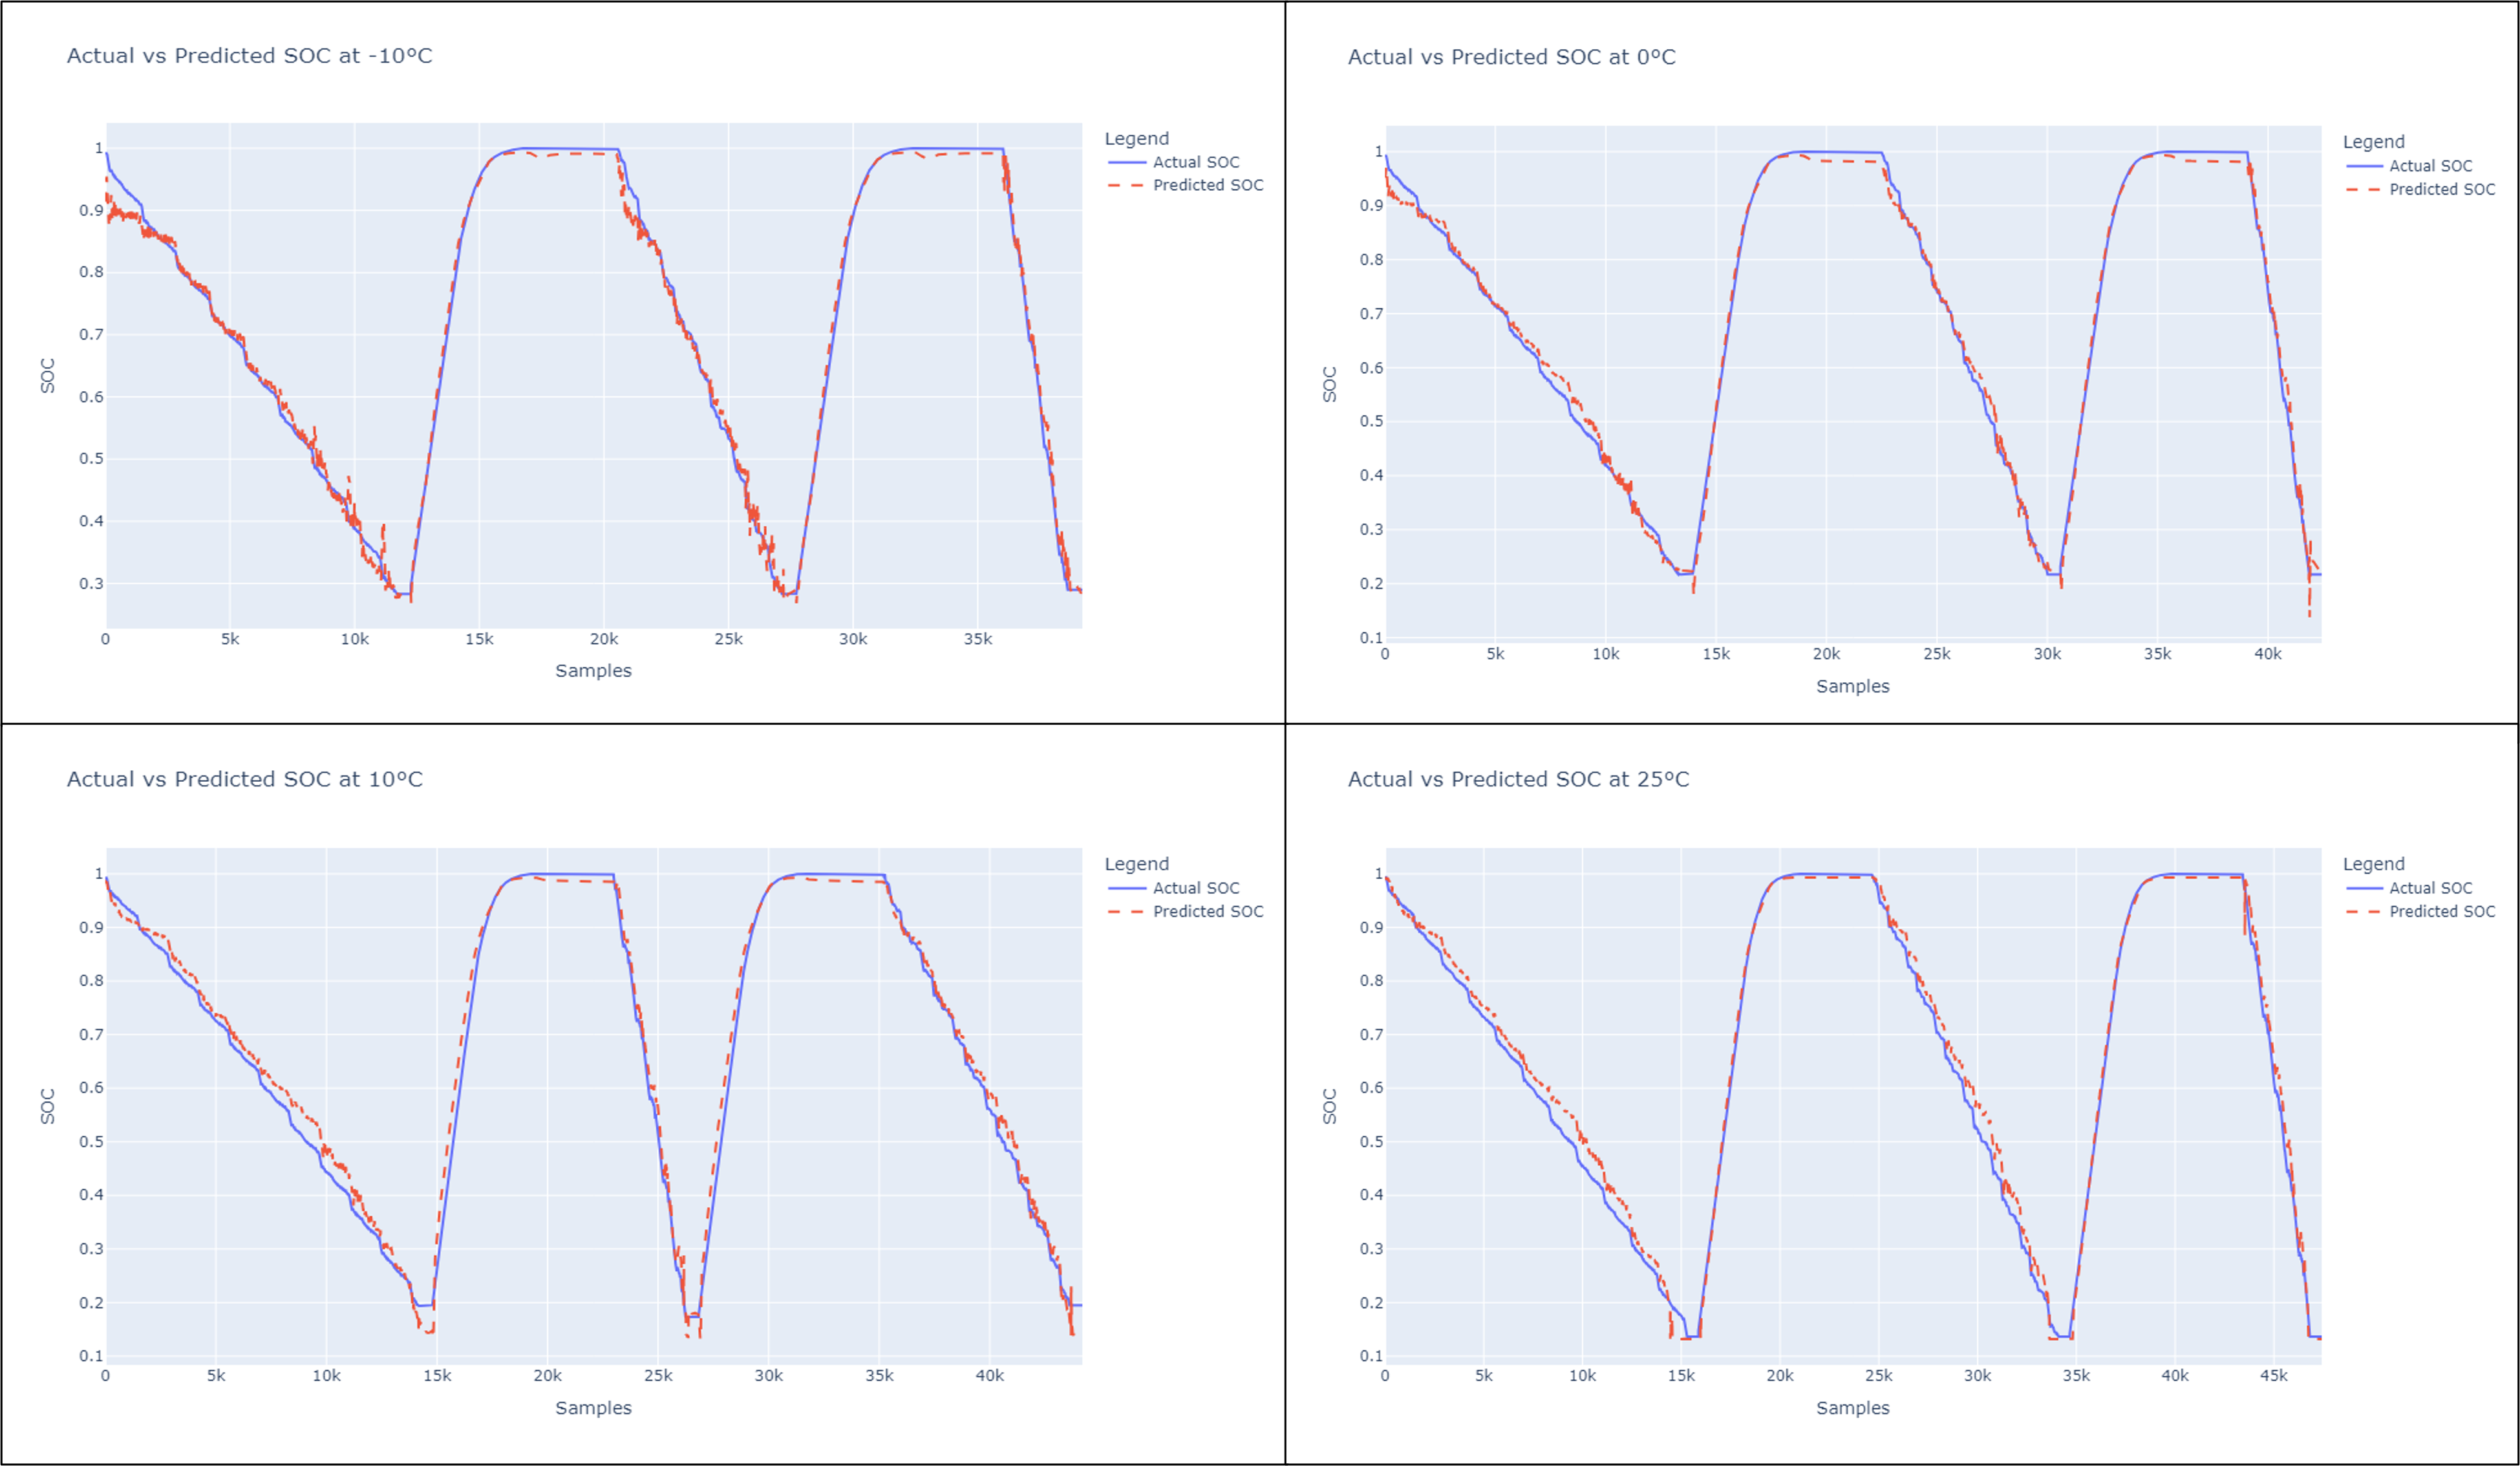 Actual vs Predicted SOC at -10°C
Legend
Actual SOC
Predicted SOC
1
0.9
0.8
0.7
0.6
0.5
0.4
0.3
SOC
0 5k 10k 15k 20k 25k 30k 35k
Samples
Actual vs Predicted SOC at 0°C
Legend
Actual SOC
Predicted SOC
1
0.9
0.8
0.7
0.6
0.5
0.4
0.3
0.2
0.1
SOC
0 5k 10k 15k 20k 25k 30k 35k 40k
Samples
Actual vs Predicted SOC at 10°C
Legend
Actual SOC
Predicted SOC
1
0.9
0.8
0.7
0.6
0.5
0.4
0.3
0.2
0.1
SOC
0 5k 10k 15k 20k 25k 30k 35k 40k
Samples
Actual vs Predicted SOC at 25°C
Legend
Actual SOC
Predicted SOC
1
0.9
0.8
0.7
0.6
0.5
0.4
0.3
0.2
0.1
SOC
0 5k 10k 15k 20k 25k 30k 35k 40k 45k
Samples